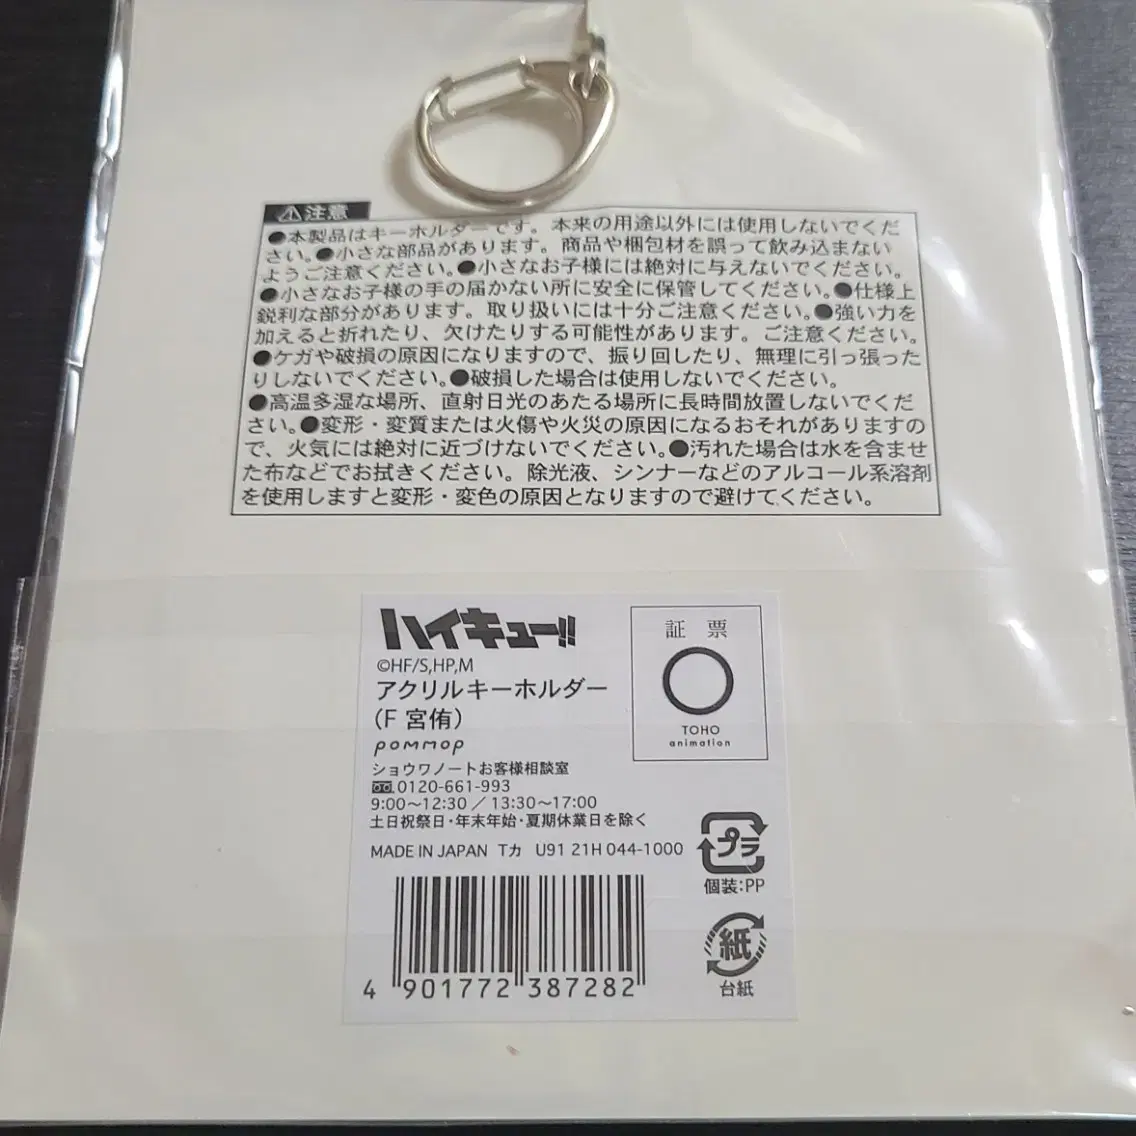 ⚠注意
●本製品はキーホルダーです。本来の用途以外には使用しないでくだ
さい。●小さな部品があります。商品や梱包材を誤って飲み込まない
ようご注意ください。●小さなお子様には絶対に与えないでください。
●小さなお子様の手の届かない所に安全に保管してください。●仕様上
鋭利な部分があります。取り扱いには十分ご注意ください。●強い力を
加えると折れたり、欠けたりする可能性があります。ご注意ください。
●ケガや破損の原因になりますので、振り回したり、無理に引っ張った
りしないでください。●破損した場合は使用しないでください。
●高温多湿な場所、直射日光のあたる場所に長時間放置しないでくだ
さい。●変形・変質または火傷や火災の原因になるおそれがありますの
で、火気には絶対に近づけないでください。●汚れた場合は水を含ませ
た布などでお拭きください。除光液、シンナーなどのアルコール系溶剤
を使用しますと変形・変色の原因となりますので避けてください。
ハイキュー!!
©HF/S,HP,M
アクリルキーホルダー
(F 宮侑)
pommop
ショウワノートお客様相談室
0120-661-993
9:00〜12:30 / 13:30〜17:00
土日祝祭日・年末年始・夏期休業日を除く
MADE IN JAPAN Tカ U91 21H 044-1000
4 901772 387282
証票
TOHO
animation
プラ
個装:PP
紙
台紙